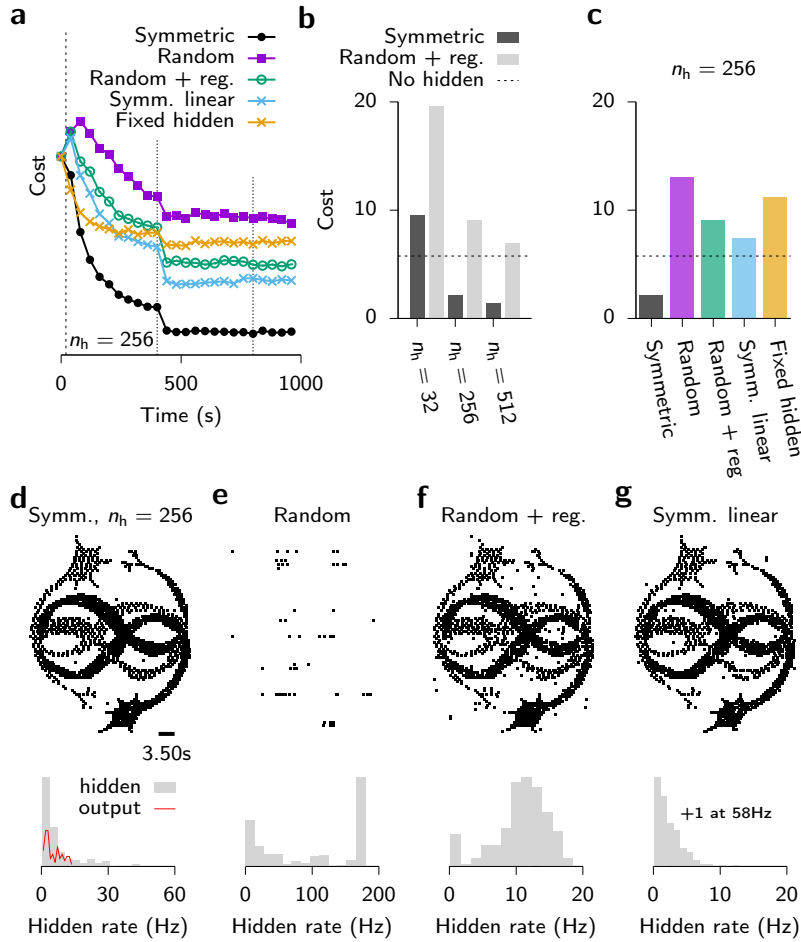 a
Symmetric
Random
Random + reg.
Symm. linear
Fixed hidden
Cost
n_h = 256
0
500
1000
Time (s)
b
Symmetric
Random + reg.
No hidden
Cost
20
10
0
n_h = 32
n_h = 256
n_h = 512
c
n_h = 256
20
10
0
Symmetric
Random
Random + reg
Symm. linear
Fixed hidden
d
Symm., n_h = 256
3.50s
hidden
output
0 30 60
Hidden rate (Hz)
e
Random
0 100 200
Hidden rate (Hz)
f
Random + reg.
0 10 20
Hidden rate (Hz)
g
Symm. linear
+1 at 58Hz
0 10 20
Hidden rate (Hz)